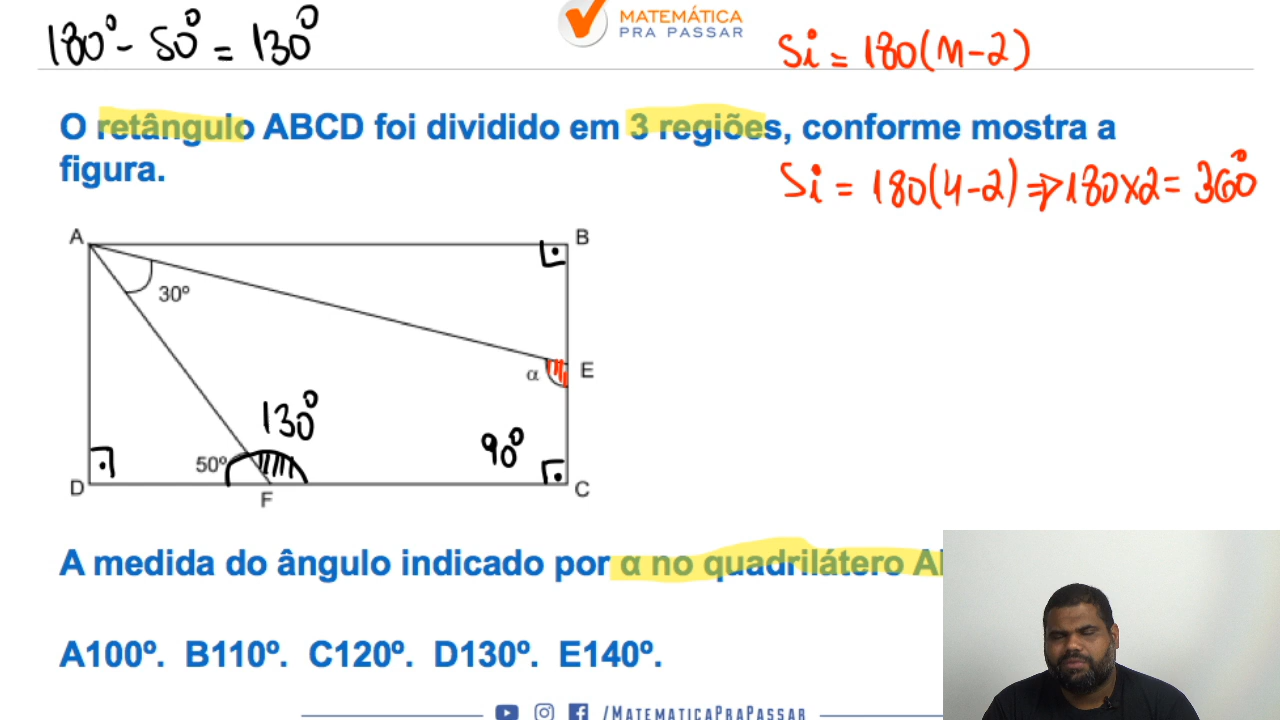 180° - 50° = 130°
MATEMÁTICA
PRA PASSAR
Si = 180(n-2)
O retângulo ABCD foi dividido em 3 regiões, conforme mostra a
figura.
Si = 180(4-2) ⇒ 180x2 = 360°
A
B
30º
α
E
130°
90°
50º
D
F
C
A medida do ângulo indicado por α no quadrilátero
A100º. B110º. C120º. D130º. E140º.
/MatematicaPraPassar